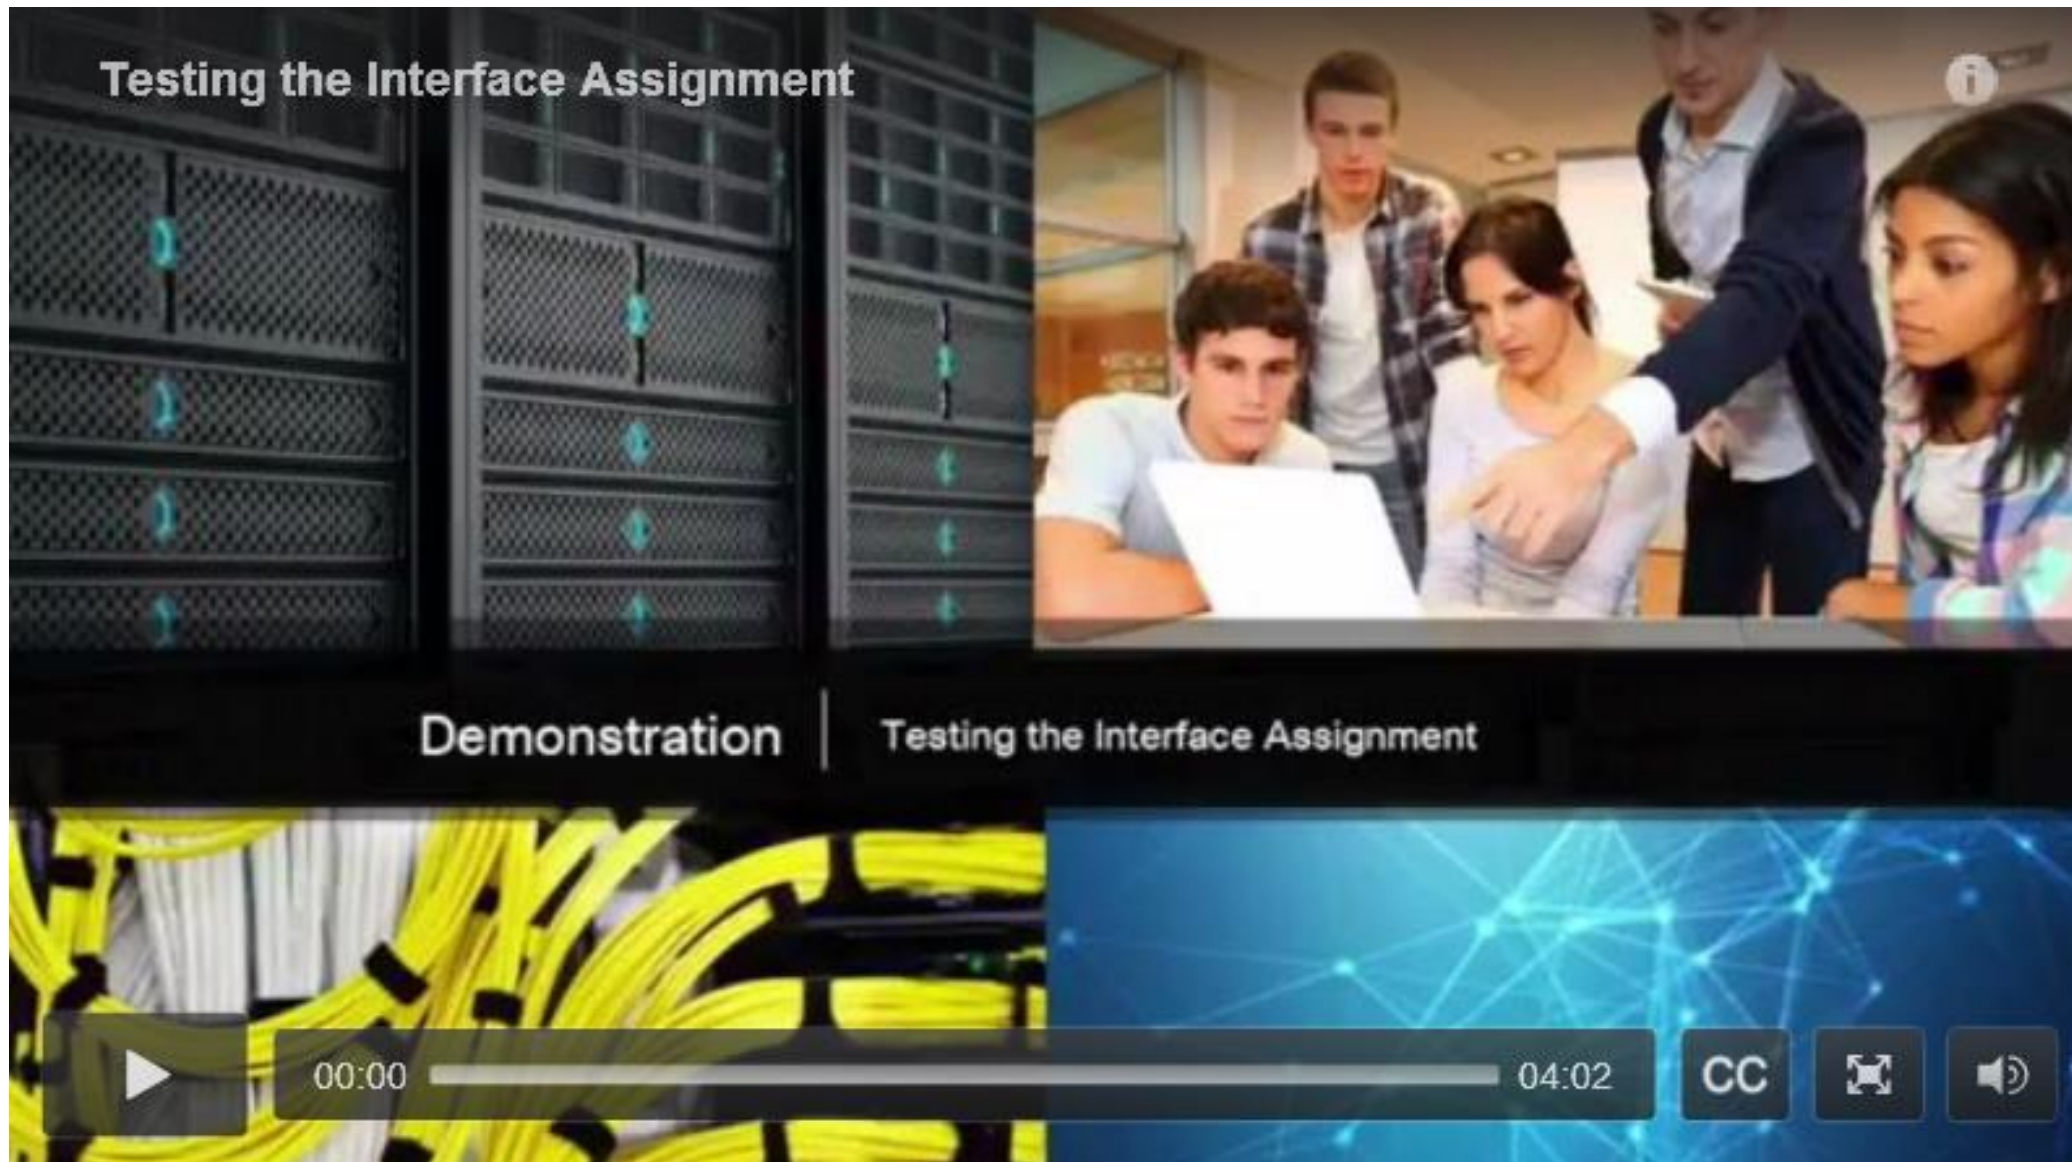 Testing the Interface Assignment
i
Demonstration | Testing the Interface Assignment
00:00
04:02
CC